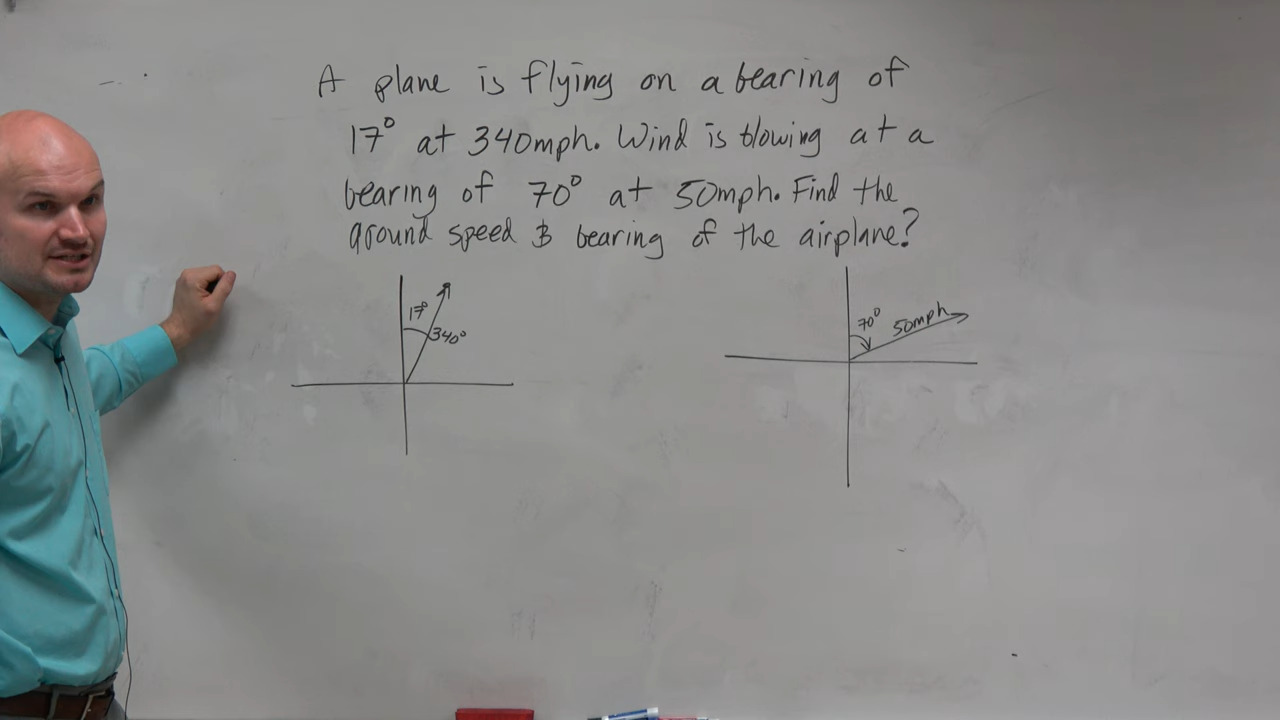 A plane is flying on a bearing of
17° at 340mph. Wind is blowing at a
bearing of 70° at 50mph. Find the
ground speed & bearing of the airplane?
17°
340°
70°
50mph